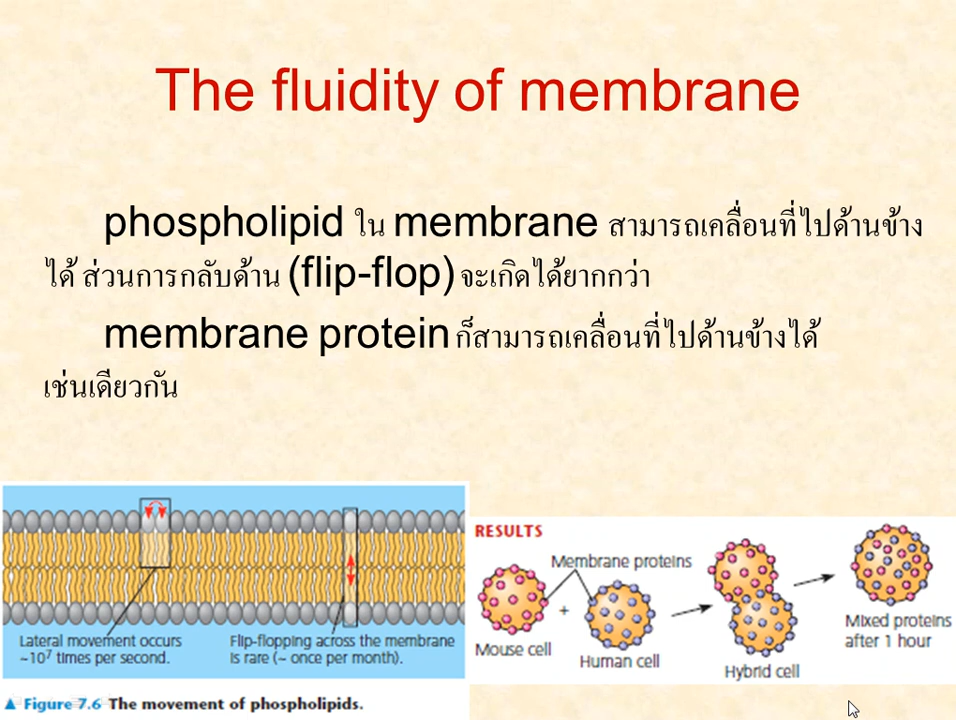 The fluidity of membrane
phospholipid ใน membrane สามารถเคลื่อนที่ไปด้านข้าง
ได้ ส่วนการกลับด้าน (flip-flop) จะเกิดได้ยากกว่า
membrane protein ก็สามารถเคลื่อนที่ไปด้านข้างได้
เช่นเดียวกัน
Lateral movement occurs
~10⁷ times per second.
Flip-flopping across the membrane
is rare (~ once per month).
▲ Figure 7.6 The movement of phospholipids.
RESULTS
Membrane proteins
+
Mouse cell
Human cell
Hybrid cell
Mixed proteins
after 1 hour